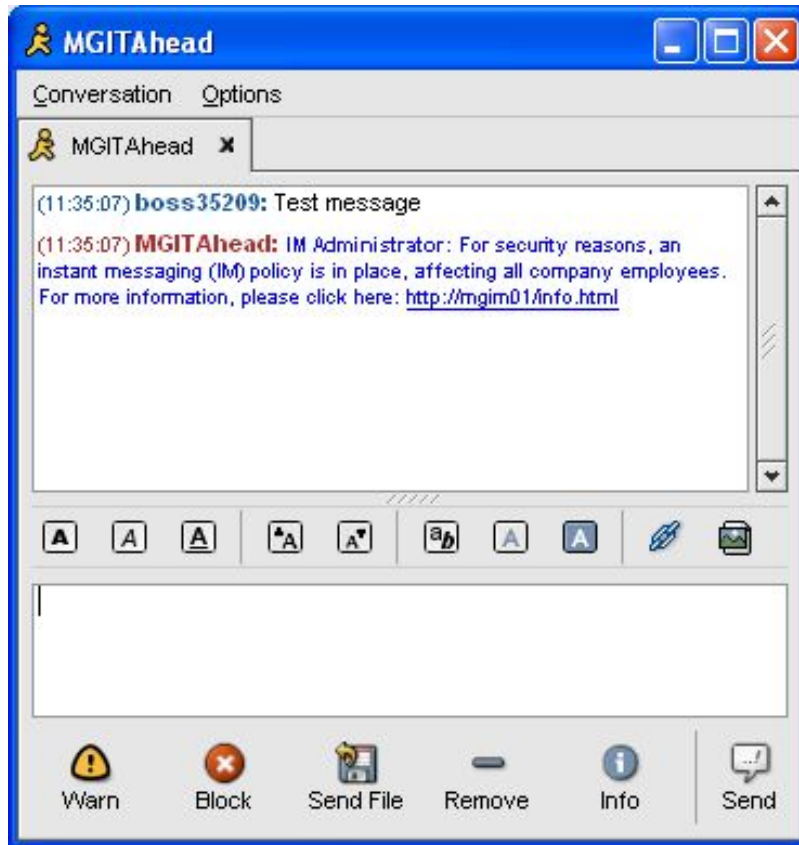 MGITAhead
Conversation Options
MGITAhead
(11:35:07) boss35209: Test message
(11:35:07) MGITAhead: IM Administrator: For security reasons, an
instant messaging (IM) policy is in place, affecting all company employees.
For more information, please click here: http://mgim01/info.html
A A A A A ab A A
Warn Block Send File Remove Info Send